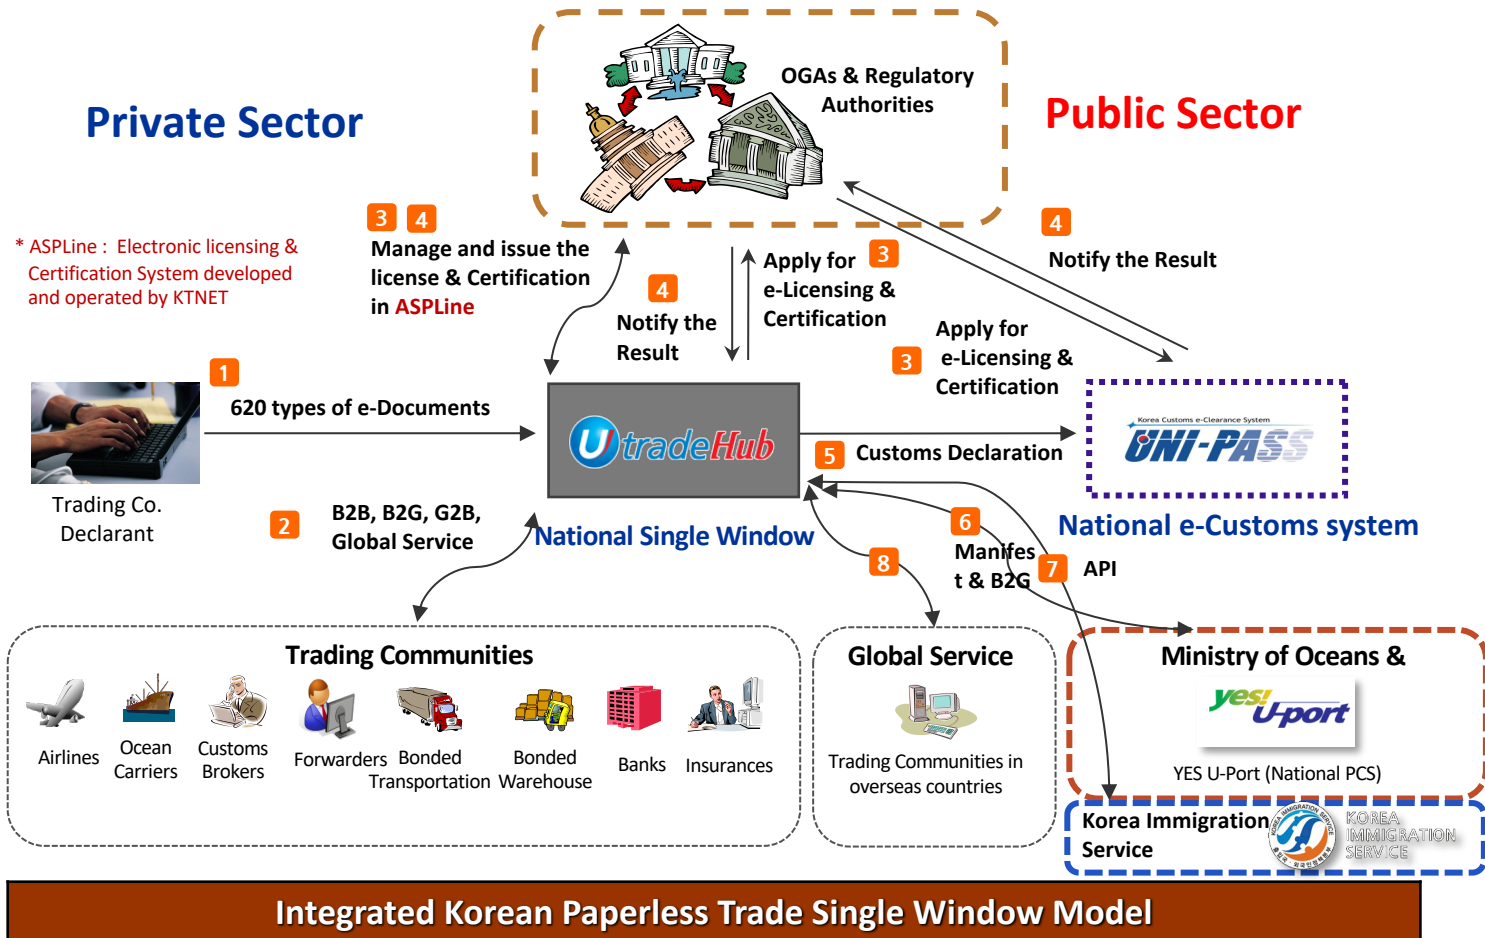 OGAs & Regulatory
Authorities
Private Sector
Public Sector
3 4
Manage and issue the
license & Certification
in ASPLine
* ASPLine : Electronic licensing &
Certification System developed
and operated by KTNET
4
Notify the
Result
Apply for 3
e-Licensing &
Certification
4
Notify the Result
Apply for
3 e-Licensing &
Certification
1
620 types of e-Documents
Trading Co.
Declarant
U tradeHub
National Single Window
5 Customs Declaration
Korea Customs e-Clearance System
UNI-PASS
National e-Customs system
2 B2B, B2G, G2B,
Global Service
6
Manifes
t & B2G
7 API
8
Trading Communities
Airlines
Ocean
Carriers
Customs
Brokers
Forwarders
Bonded
Transportation
Bonded
Warehouse
Banks
Insurances
Global Service
Trading Communities in
overseas countries
Ministry of Oceans &
yes!
U-port
YES U-Port (National PCS)
Korea Immigration
Service
KOREA IMMIGRATION SERVICE
KOREA
IMMIGRATION
SERVICE
Integrated Korean Paperless Trade Single Window Model